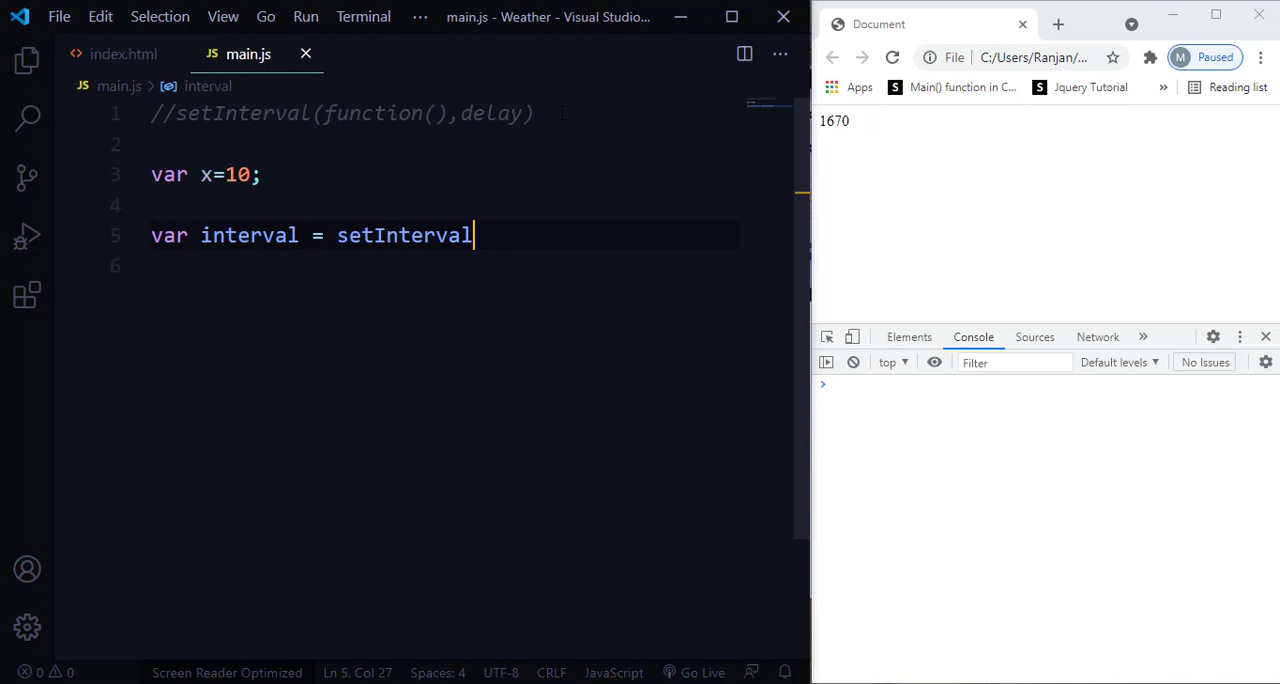 File Edit Selection View Go Run Terminal ··· main.js - Weather - Visual Studio...
index.html JS main.js
JS main.js > interval
1 //setInterval(function(),delay)
2
3 var x=10;
4
5 var interval = setInterval
6
0 0 Screen Reader Optimized Ln 5, Col 27 Spaces: 4 UTF-8 CRLF JavaScript Go Live
Document
File C:/Users/Ranjan/... M Paused
Apps S Main() function in C... S Jquery Tutorial » Reading list
1670
Elements Console Sources Network »
top ▼ Filter Default levels ▼ No Issues
>